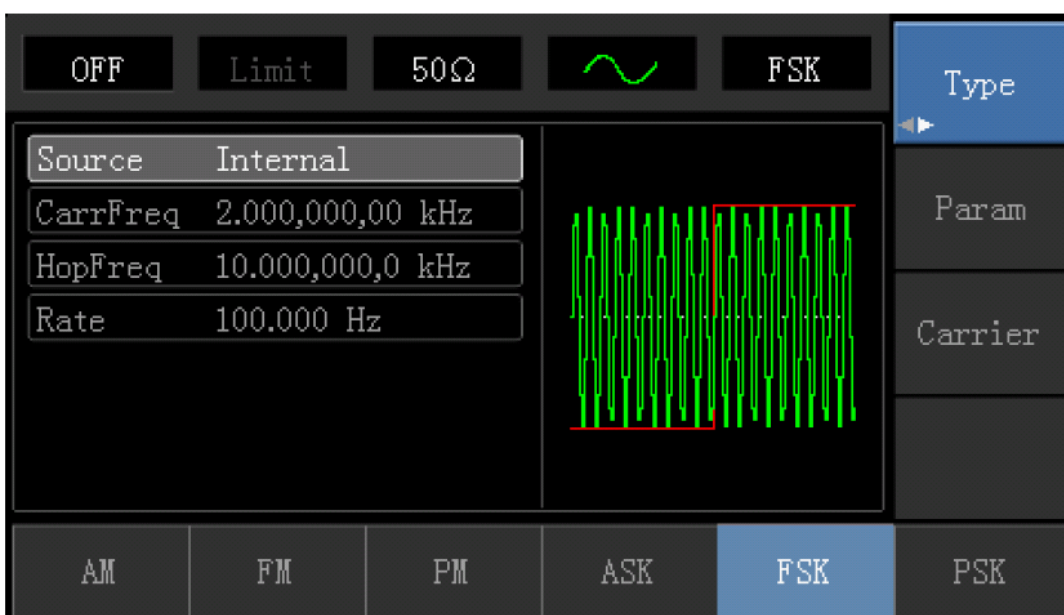 OFF Limit 50Ω FSK
Type
Source Internal
CarrFreq 2.000,000,00 kHz
HopFreq 10.000,000,0 kHz
Rate 100.000 Hz
Param
Carrier
AM FM PM ASK FSK PSK